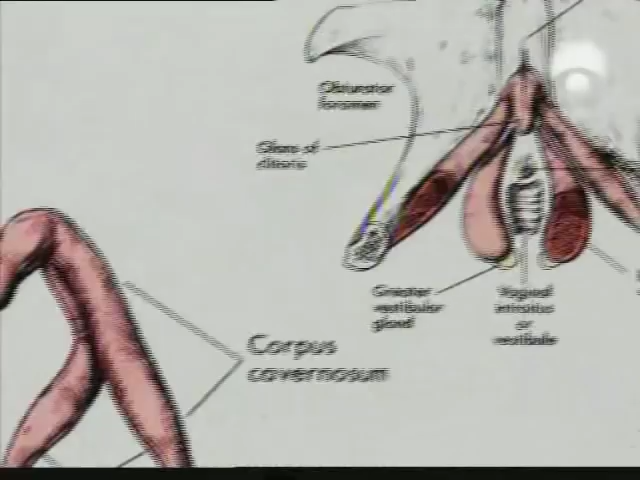 Obturator
foramen
Glans of
clitoris
Greater
vestibular
gland
Vaginal
introitus
or
vestibule
Corpus
cavernosum